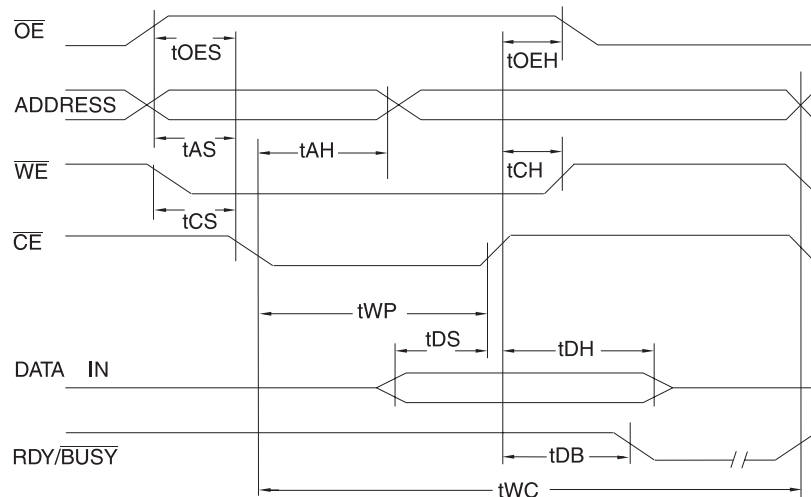 OE
tOES
tOEH
ADDRESS
tAS
tAH
WE
tCH
tCS
CE
tWP
tDS
tDH
DATA IN
RDY/BUSY
tDB
tWC